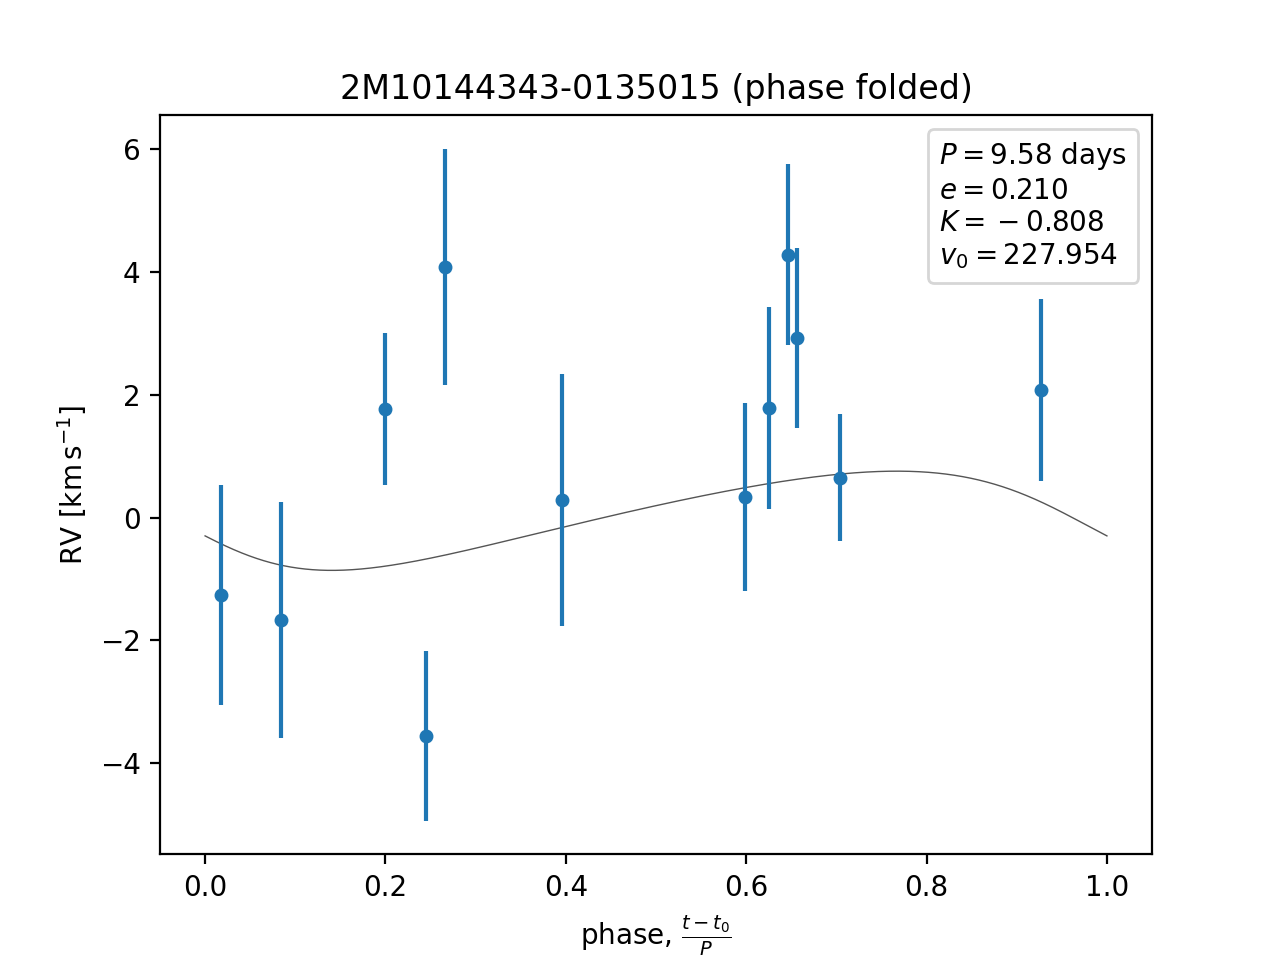 2M10144343-0135015 (phase folded)
P = 9.58 days
e = 0.210
K = −0.808
v₀ = 227.954
RV [km s⁻¹]
6
4
2
0
−2
−4
0.0 0.2 0.4 0.6 0.8 1.0
phase, (t − t₀)/P